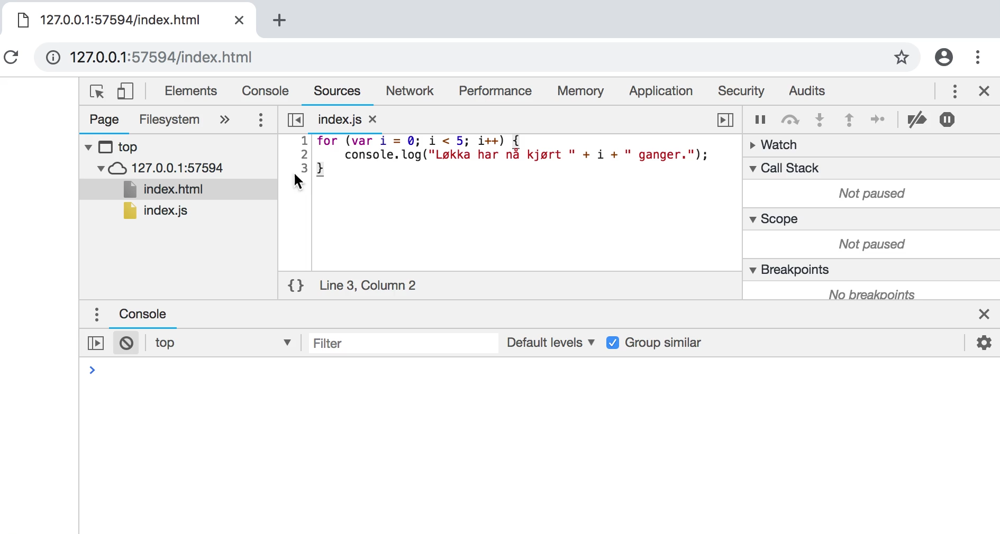 127.0.0.1:57594/index.html
127.0.0.1:57594/index.html
Elements Console Sources Network Performance Memory Application Security Audits
Page Filesystem » index.js
top
127.0.0.1:57594
index.html
index.js
1 for (var i = 0; i < 5; i++) {
2 console.log("Løkka har nå kjørt " + i + " ganger.");
3 }
{} Line 3, Column 2
Watch
Call Stack
Not paused
Scope
Not paused
Breakpoints
No breakpoints
Console
top Filter Default levels Group similar